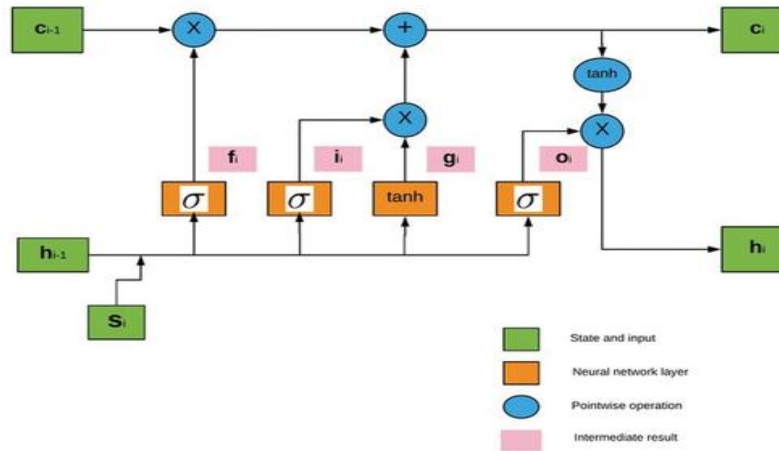 Ci-1
X
+
Ci
tanh
X
X
fi
ii
gi
oi
σ
σ
tanh
σ
hi-1
hi
Si
State and input
Neural network layer
Pointwise operation
Intermediate result